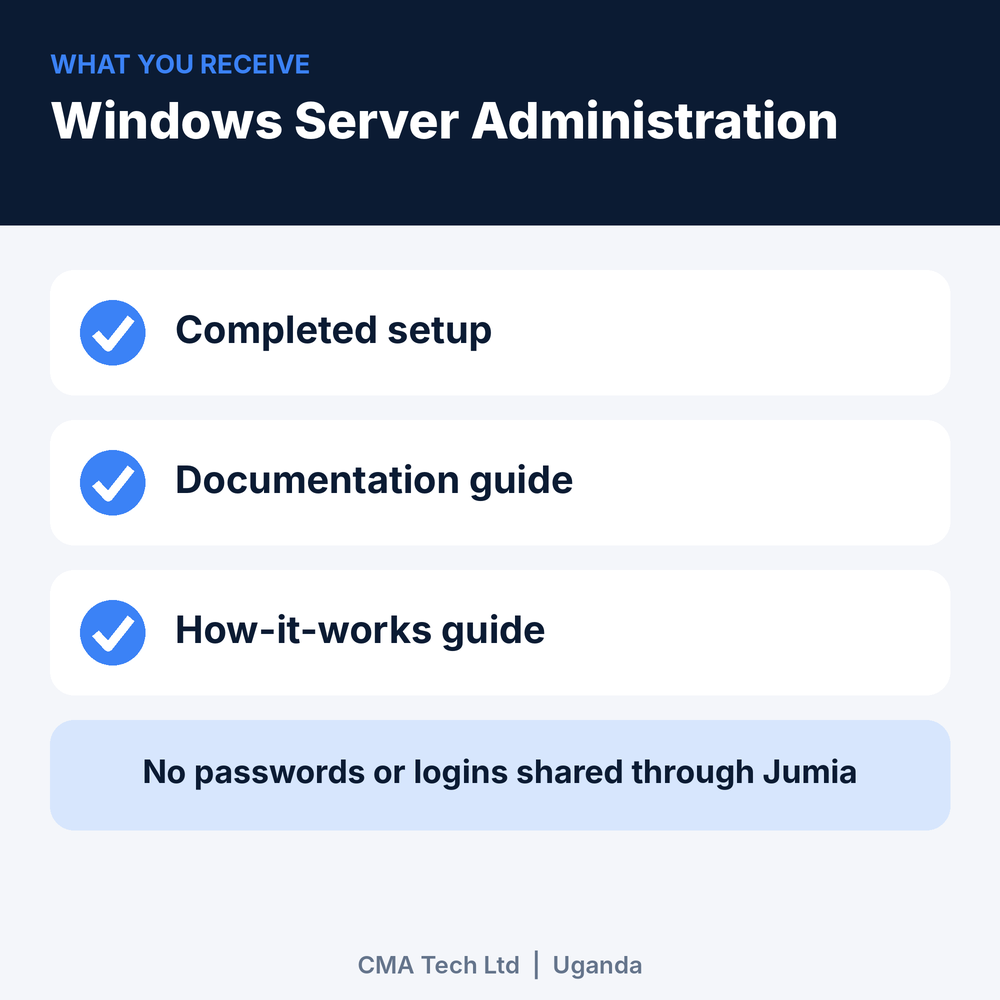 WHAT YOU RECEIVE
Windows Server Administration
Completed setup
Documentation guide
How-it-works guide
No passwords or logins shared through Jumia
CMA Tech Ltd | Uganda